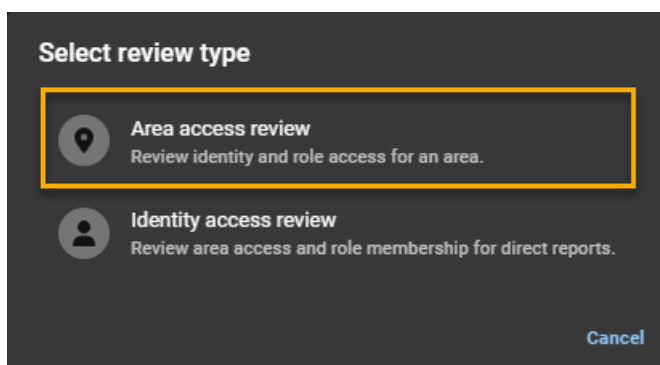 Select review type
Area access review
Review identity and role access for an area.
Identity access review
Review area access and role membership for direct reports.
Cancel